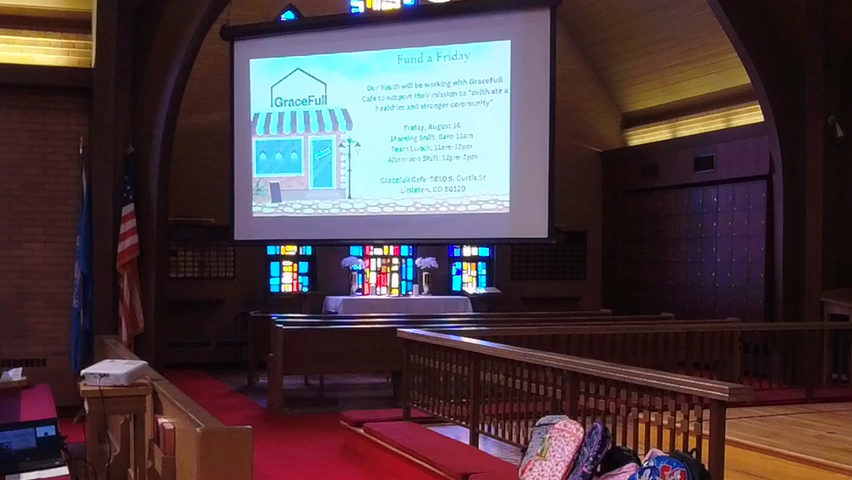 Fund a Friday
GraceFull
Our Youth will be working with GraceFull
Cafe to support their mission to "cultivate a
healthier and stronger community"
Friday, August 16
Morning Shift: 8am-11am
Team Lunch: 11am-12pm
Afternoon Shift: 12pm-2pm
GraceFull Cafe: 5610 S. Curtis St
Littleton, CO 80120